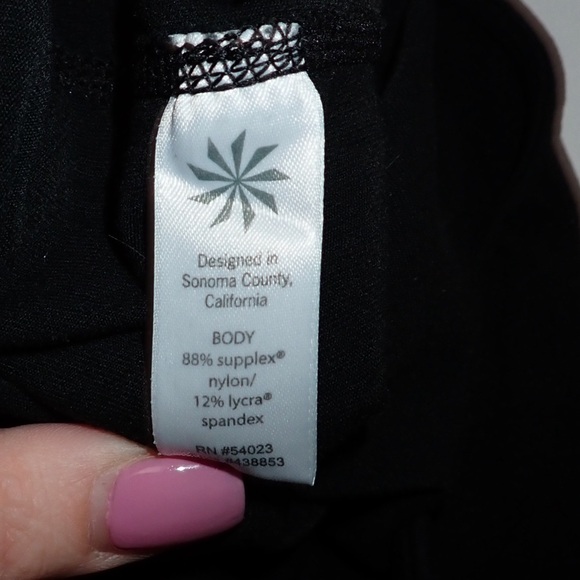 Designed in
Sonoma County,
California
BODY
88% supplex®
nylon/
12% lycra®
spandex
RN #54023